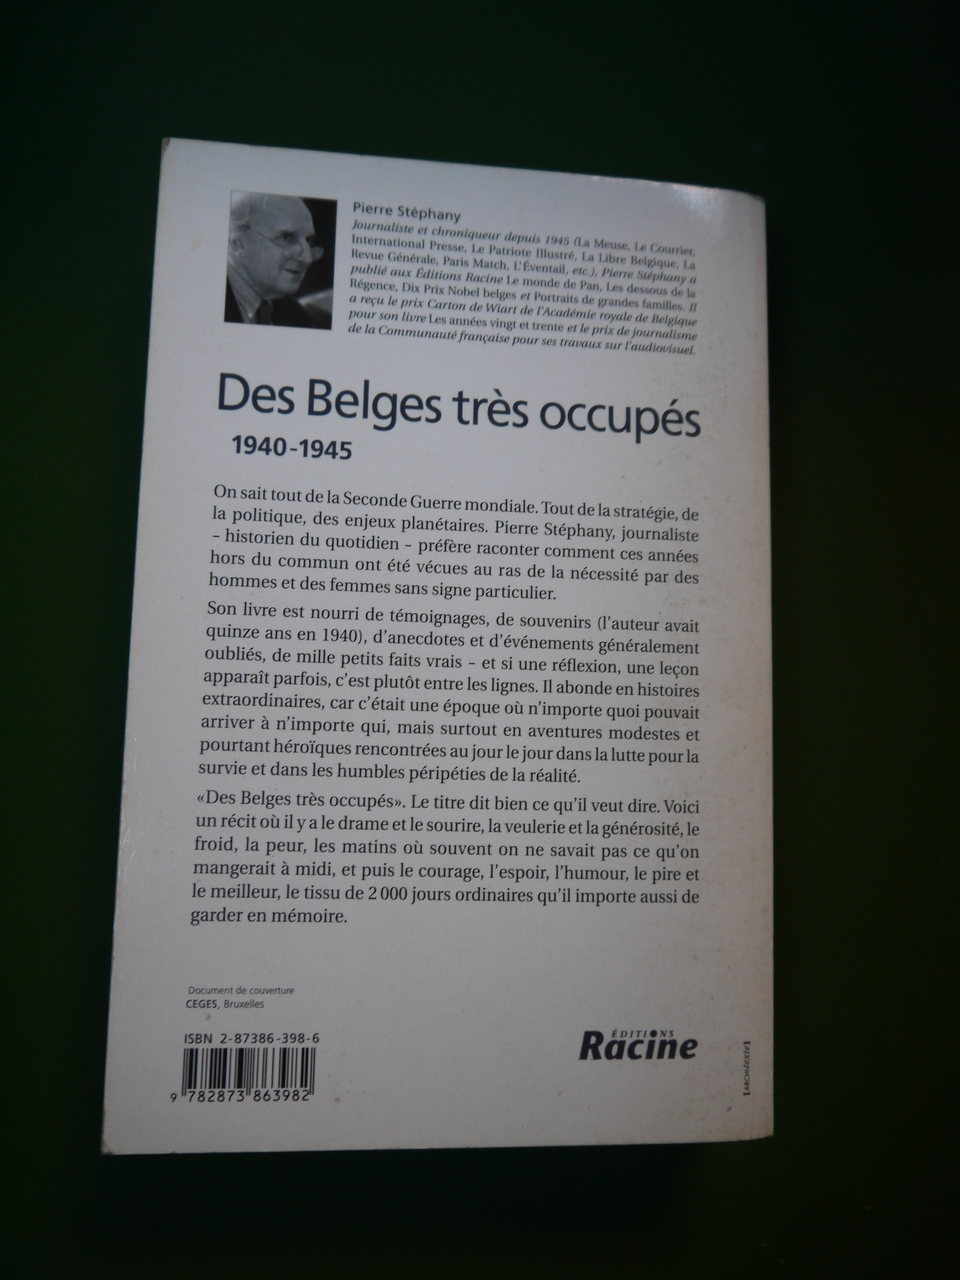 Pierre Stéphany
Journaliste et chroniqueur depuis 1945 (La Meuse, Le Courrier,
International Presse, Le Patriote Illustré, La Libre Belgique, La
Revue Générale, Paris Match, L'Éventail, etc.), Pierre Stéphany a
publié aux Éditions Racine Le monde de Pan, Les dessous de la
Régence, Dix Prix Nobel belges et Portraits de grandes familles. Il
a reçu le prix Carton de Wiart de l'Académie royale de Belgique
pour son livre Les années vingt et trente et le prix de journalisme
de la Communauté française pour ses travaux sur l'audiovisuel.
Des Belges très occupés
1940-1945
On sait tout de la Seconde Guerre mondiale. Tout de la stratégie, de
la politique, des enjeux planétaires. Pierre Stéphany, journaliste
– historien du quotidien – préfère raconter comment ces années
hors du commun ont été vécues au ras de la nécessité par des
hommes et des femmes sans signe particulier.
Son livre est nourri de témoignages, de souvenirs (l'auteur avait
quinze ans en 1940), d'anecdotes et d'événements généralement
oubliés, de mille petits faits vrais – et si une réflexion, une leçon
apparaît parfois, c'est plutôt entre les lignes. Il abonde en histoires
extraordinaires, car c'était une époque où n'importe quoi pouvait
arriver à n'importe qui, mais surtout en aventures modestes et
pourtant héroïques rencontrées au jour le jour dans la lutte pour la
survie et dans les humbles péripéties de la réalité.
«Des Belges très occupés». Le titre dit bien ce qu'il veut dire. Voici
un récit où il y a le drame et le sourire, la veulerie et la générosité, le
froid, la peur, les matins où souvent on ne savait pas ce qu'on
mangerait à midi, et puis le courage, l'espoir, l'humour, le pire et
le meilleur, le tissu de 2 000 jours ordinaires qu'il importe aussi de
garder en mémoire.
Document de couverture
CEGES, Bruxelles
ISBN 2-87386-398-6
9 782873 863982
ÉDITIONS
Racine
[ARCHItexte]